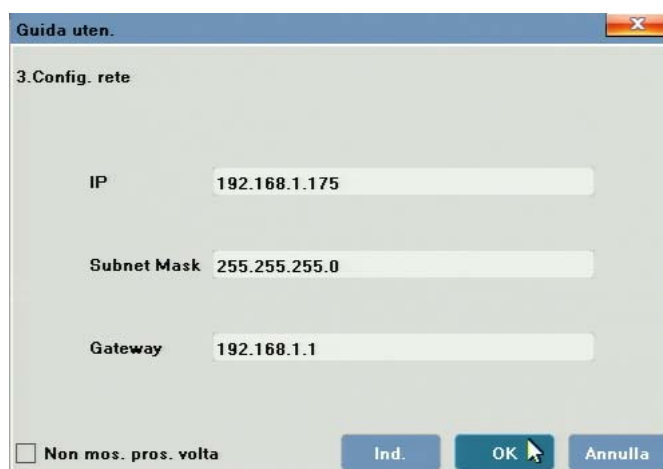 Guida uten.
3.Config. rete
IP 192.168.1.175
Subnet Mask 255.255.255.0
Gateway 192.168.1.1
Non mos. pros. volta Ind. OK Annulla